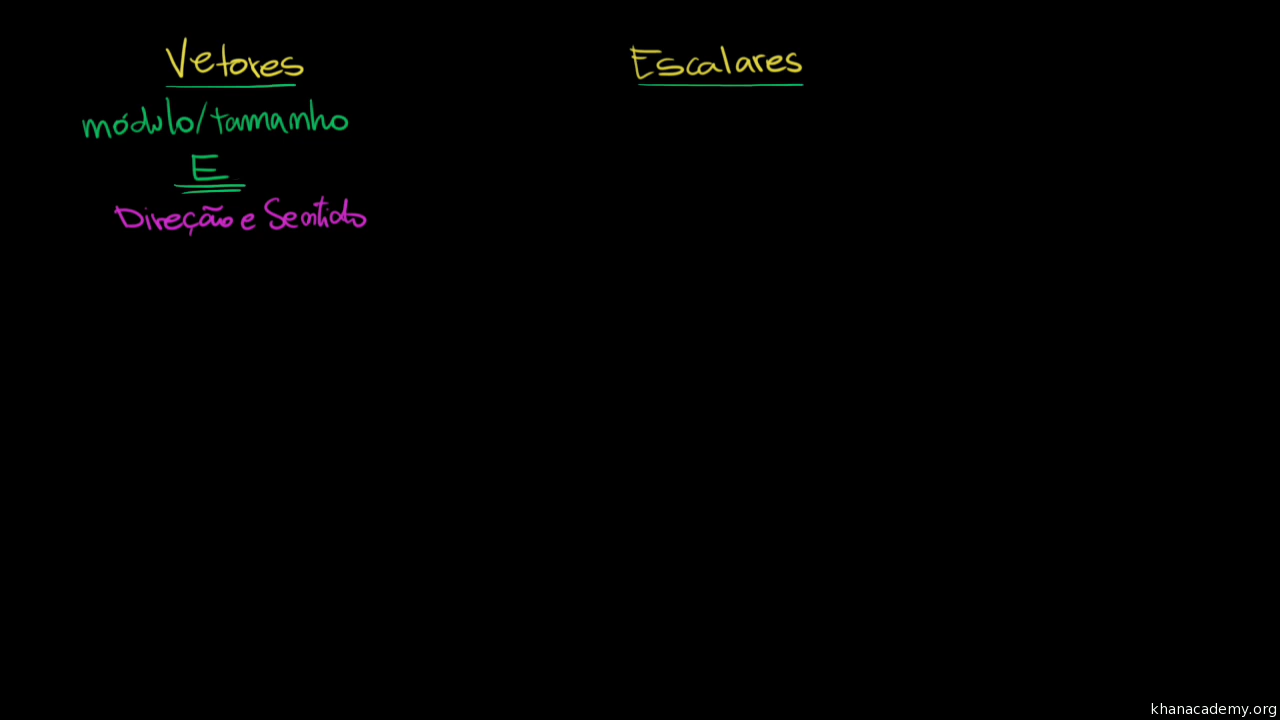 Vetores
Escalares
módulo/tamanho
E
Direção e Sentido
khanacademy.org